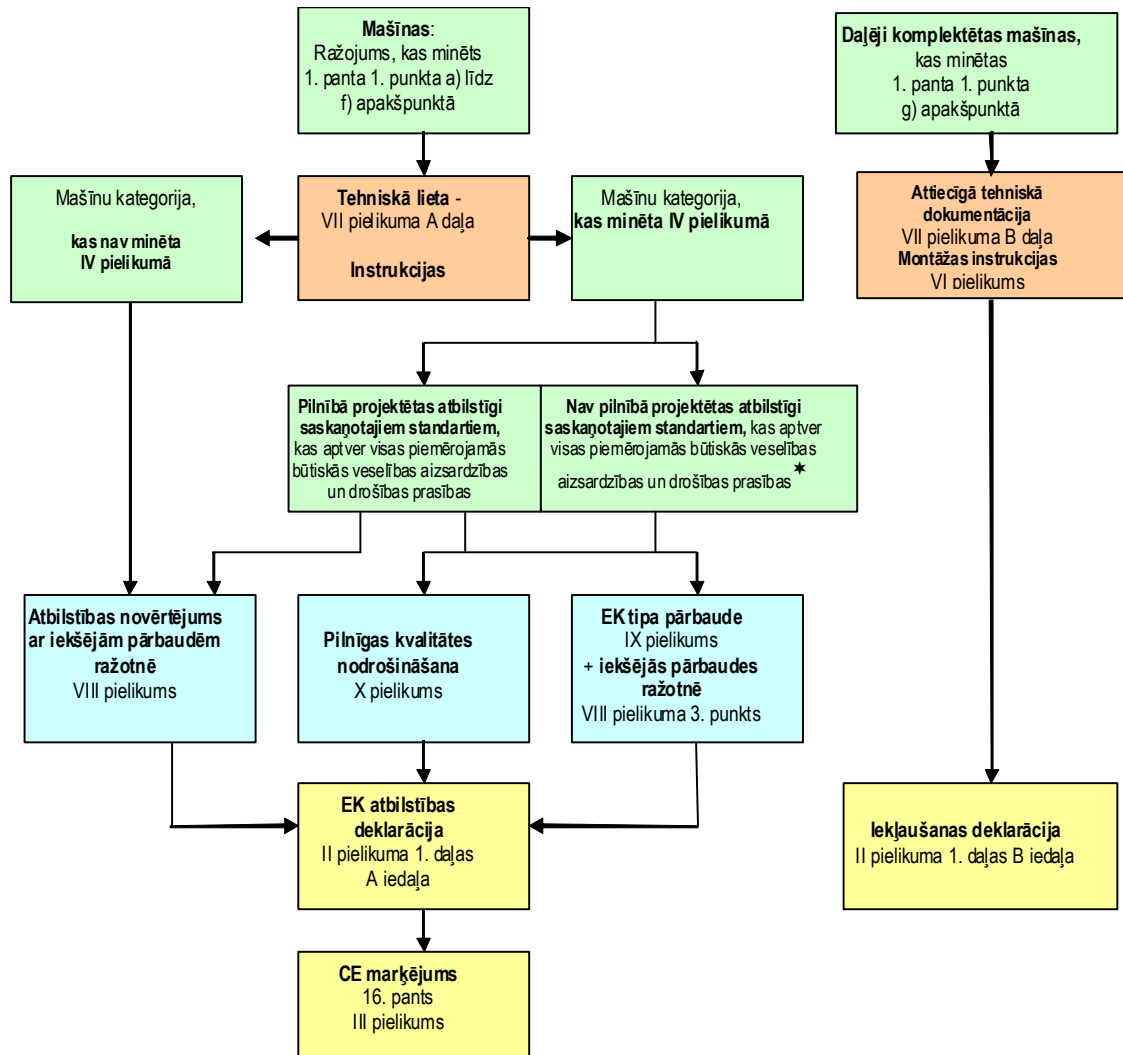 Mašīnas:
Ražojums, kas minēts
1. panta 1. punkta a) līdz
f) apakšpunktā
Daļēji komplektētas mašīnas,
kas minētas
1. panta 1. punkta
g) apakšpunktā
Mašīnu kategorija,
kas nav minēta
IV pielikumā
Tehniskā lieta -
VII pielikuma A daļa
Instrukcijas
Mašīnu kategorija,
kas minēta IV pielikumā
Attiecīgā tehniskā
dokumentācija
VII pielikuma B daļa
Montāžas instrukcijas
VI pielikums
Pilnībā projektētas atbilstīgi
saskaņotajiem standartiem,
kas aptver visas piemērojamās
būtiskās veselības aizsardzības
un drošības prasības
Nav pilnībā projektētas atbilstīgi
saskaņotajiem standartiem, kas aptver
visas piemērojamās būtiskās veselības
aizsardzības un drošības prasības★
Atbilstības novērtējums
ar iekšējām pārbaudēm
ražotnē
VIII pielikums
Pilnīgas kvalitātes
nodrošināšana
X pielikums
EK tipa pārbaude
IX pielikums
+ iekšējās pārbaudes
ražotnē
VIII pielikuma 3. punkts
EK atbilstības
deklarācija
II pielikuma 1. daļas
A iedaļa
Iekļaušanas deklarācija
II pielikuma 1. daļas B iedaļa
CE marķējums
16. pants
III pielikums